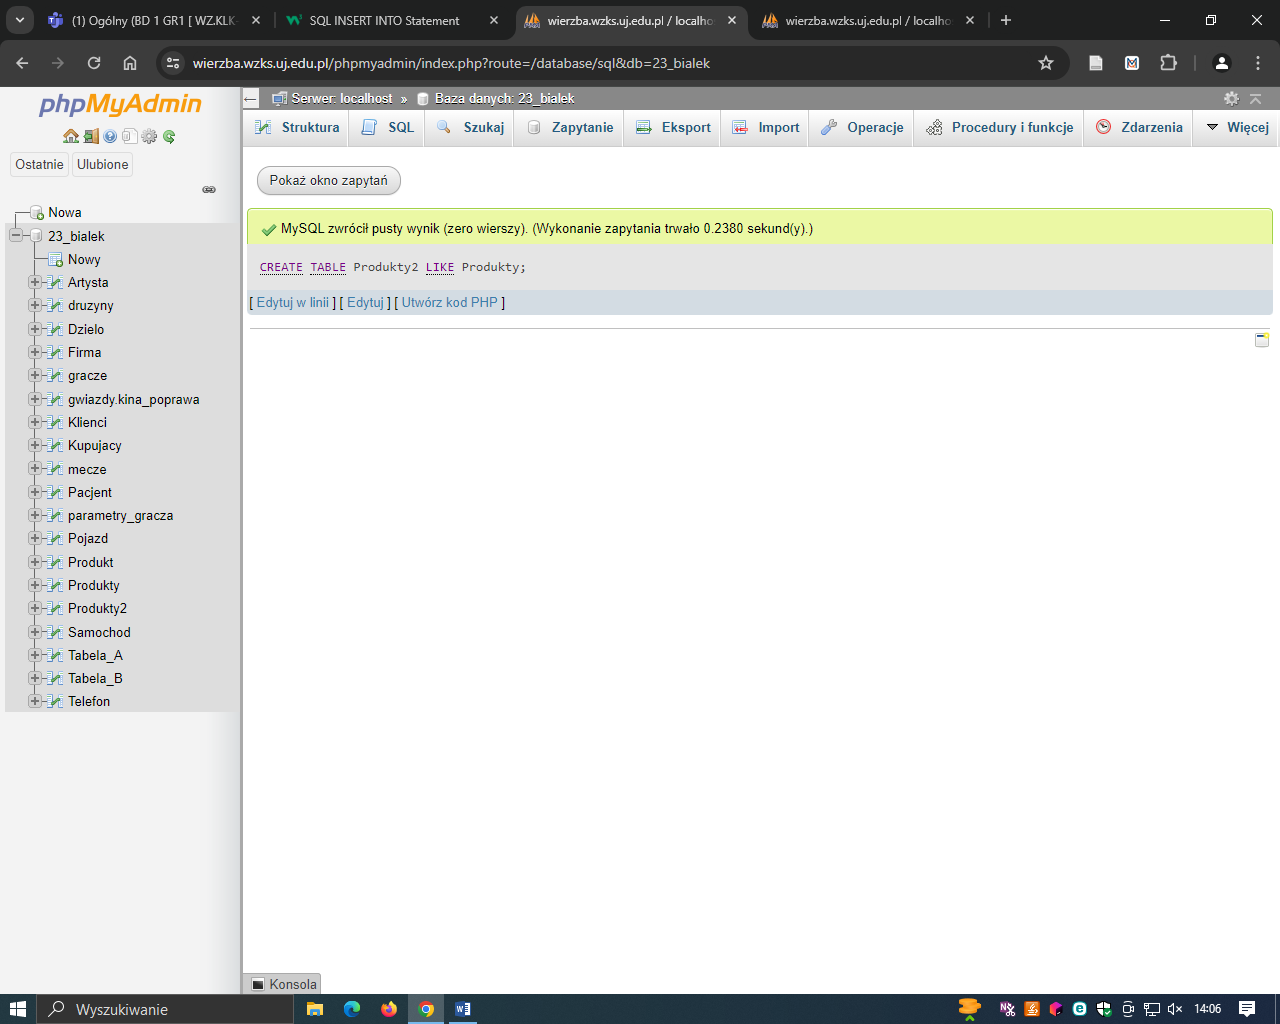 (1) Ogólny (BD 1 GR1 [ WZ.KLK
SQL INSERT INTO Statement
wierzba.wzks.uj.edu.pl / localho
wierzba.wzks.uj.edu.pl / localho
wierzba.wzks.uj.edu.pl/phpmyadmin/index.php?route=/database/sql&db=23_bialek
phpMyAdmin
Ostatnie
Ulubione
Nowa
23_bialek
Nowy
Artysta
druzyny
Dzielo
Firma
gracze
gwiazdy.kina_poprawa
Klienci
Kupujacy
mecze
Pacjent
parametry_gracza
Pojazd
Produkt
Produkty
Produkty2
Samochod
Tabela_A
Tabela_B
Telefon
Serwer: localhost » Baza danych: 23_bialek
Struktura SQL Szukaj Zapytanie Eksport Import Operacje Procedury i funkcje Zdarzenia Więcej
Pokaż okno zapytań
MySQL zwrócił pusty wynik (zero wierszy). (Wykonanie zapytania trwało 0.2380 sekund(y).)
CREATE TABLE Produkty2 LIKE Produkty;
[ Edytuj w linii ] [ Edytuj ] [ Utwórz kod PHP ]
Konsola
Wyszukiwanie
14:06